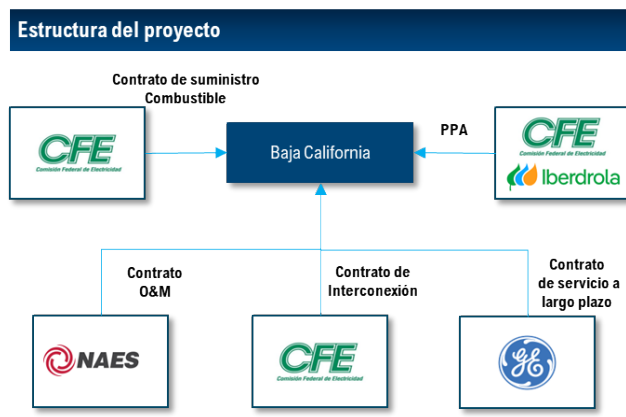 Estructura del proyecto
Contrato de suministro
Combustible
CFE
Comisión Federal de Electricidad
Baja California
PPA
CFE
Comisión Federal de Electricidad
Iberdrola
Contrato
O&M
Contrato de
Interconexión
Contrato
de servicio a
largo plazo
NAES
CFE
Comisión Federal de Electricidad
GE